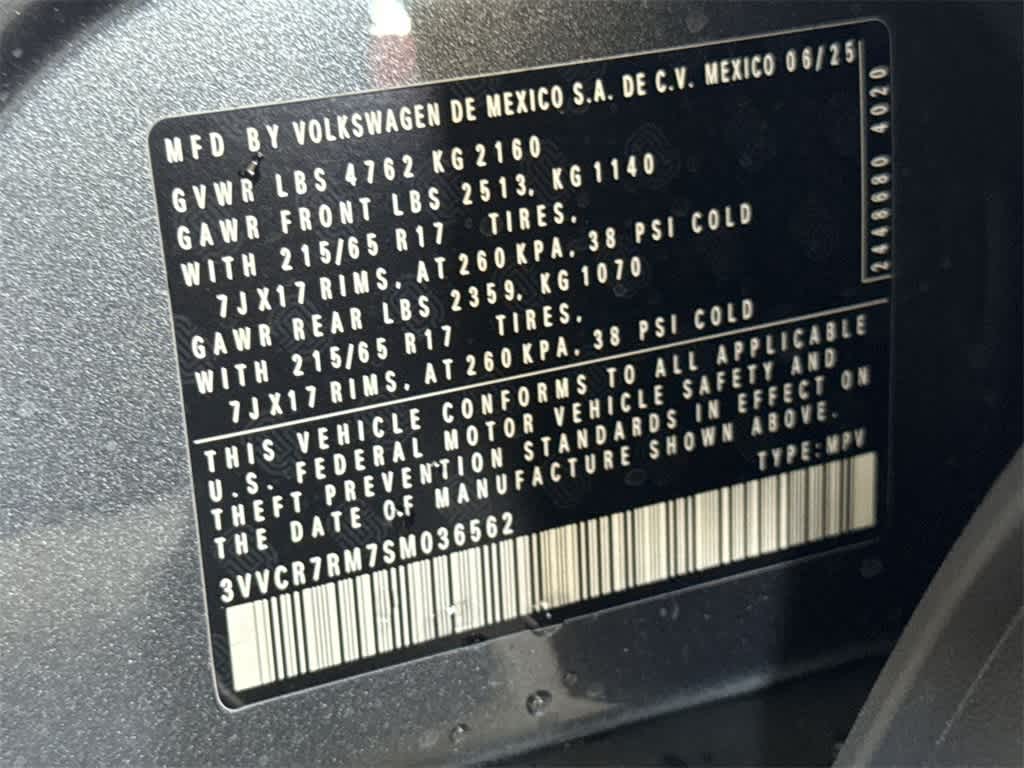 MFD BY VOLKSWAGEN DE MEXICO S.A. DE C.V. MEXICO 06/25
GVWR LBS 4762 KG 2160
GAWR FRONT LBS 2513, KG 1140
WITH 215/65 R17 TIRES,
7JX17 RIMS, AT 260 KPA, 38 PSI COLD
GAWR REAR LBS 2359, KG 1070
WITH 215/65 R17 TIRES,
7JX17 RIMS, AT 260 KPA, 38 PSI COLD
THIS VEHICLE CONFORMS TO ALL APPLICABLE
U.S. FEDERAL MOTOR VEHICLE SAFETY AND
THEFT PREVENTION STANDARDS IN EFFECT ON
THE DATE OF MANUFACTURE SHOWN ABOVE.
TYPE: MPV
3VVCR7RM7SM036562
2448680 4020